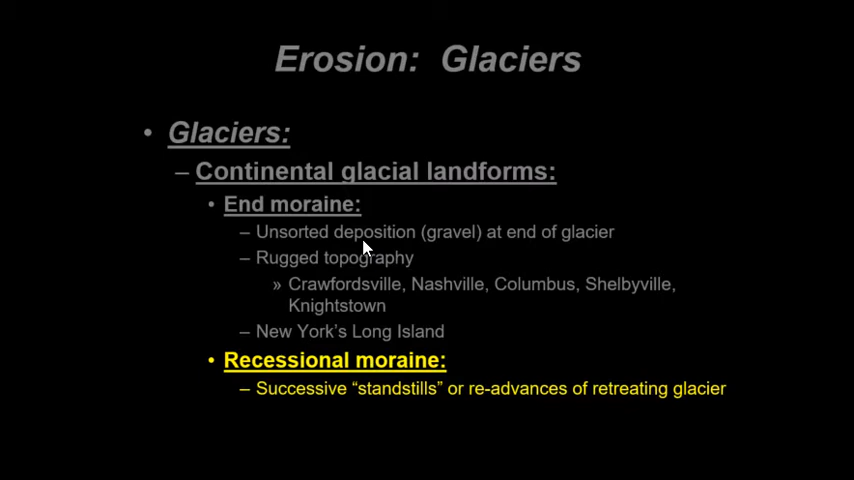 Erosion: Glaciers
• Glaciers:
– Continental glacial landforms:
• End moraine:
– Unsorted deposition (gravel) at end of glacier
– Rugged topography
» Crawfordsville, Nashville, Columbus, Shelbyville,
Knightstown
– New York's Long Island
• Recessional moraine:
– Successive “standstills” or re-advances of retreating glacier